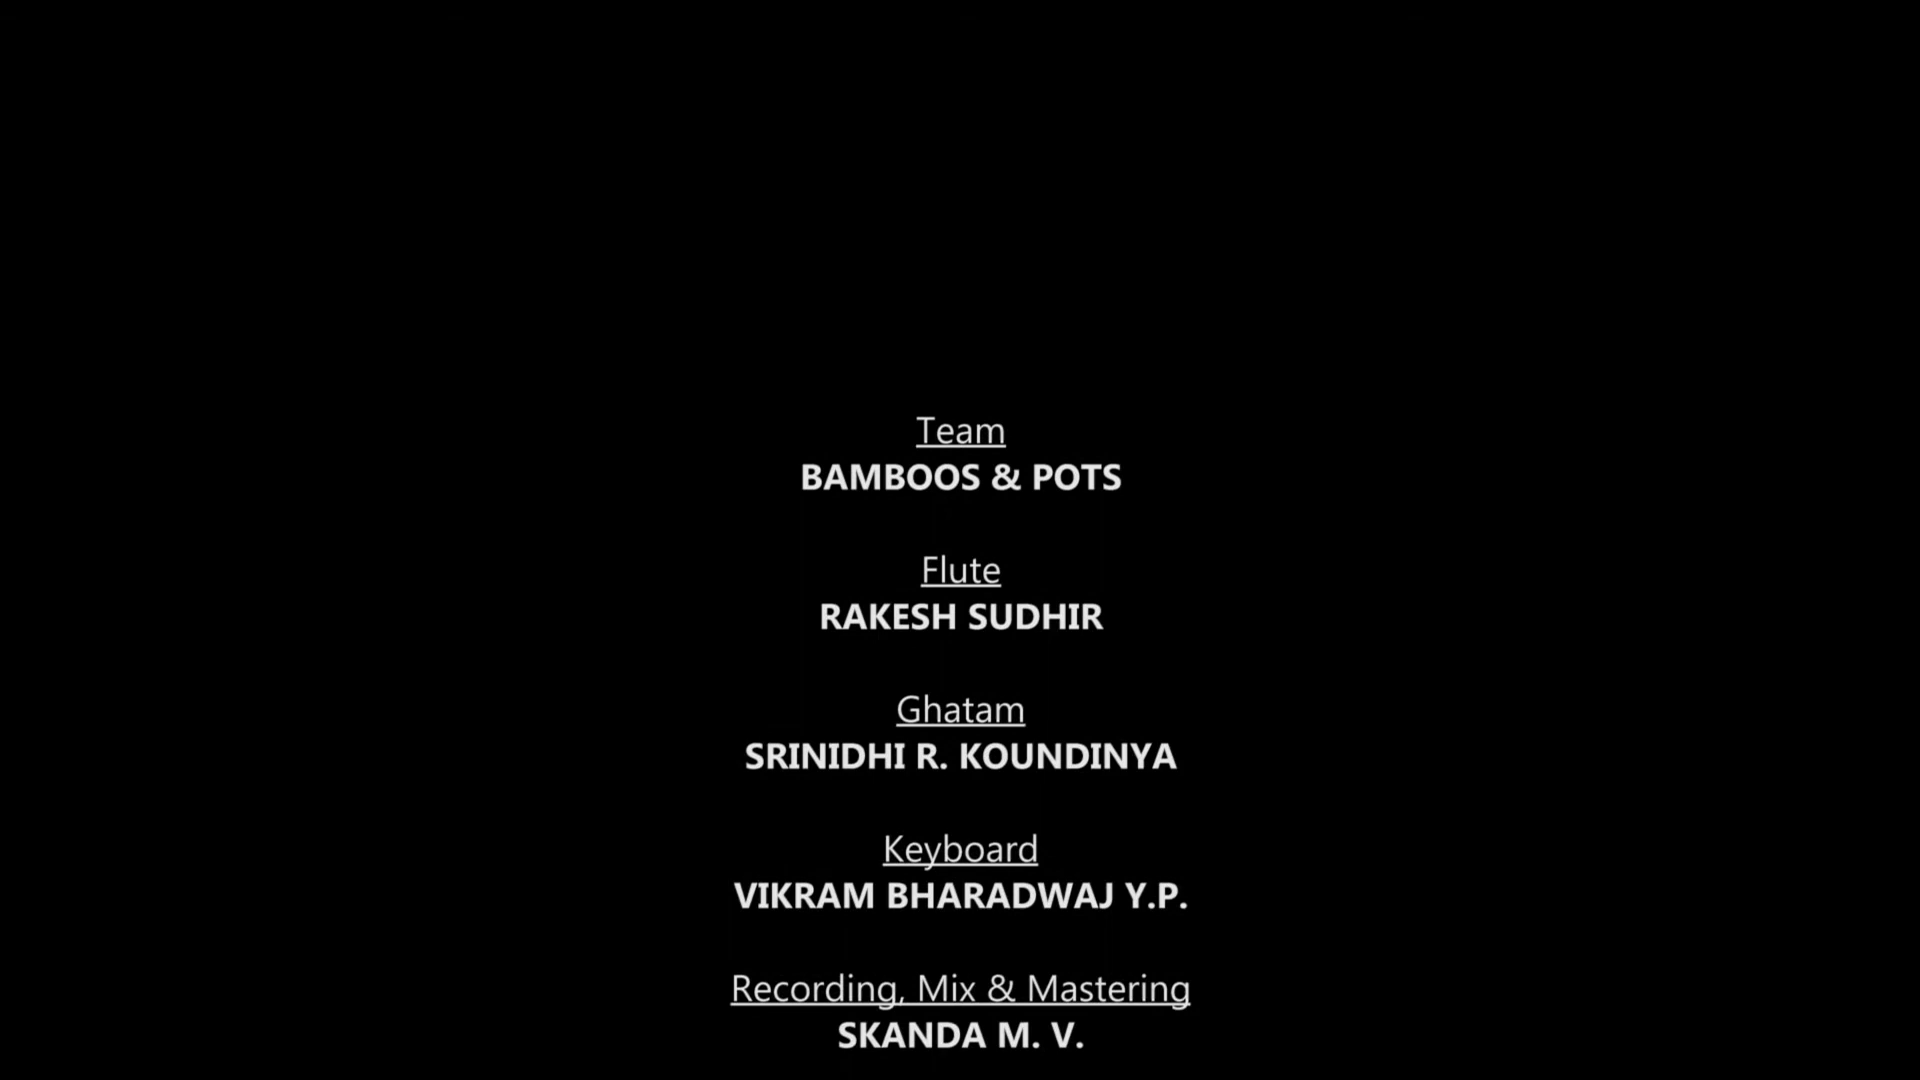 Team
BAMBOOS & POTS
Flute
RAKESH SUDHIR
Ghatam
SRINIDHI R. KOUNDINYA
Keyboard
VIKRAM BHARADWAJ Y.P.
Recording, Mix & Mastering
SKANDA M. V.